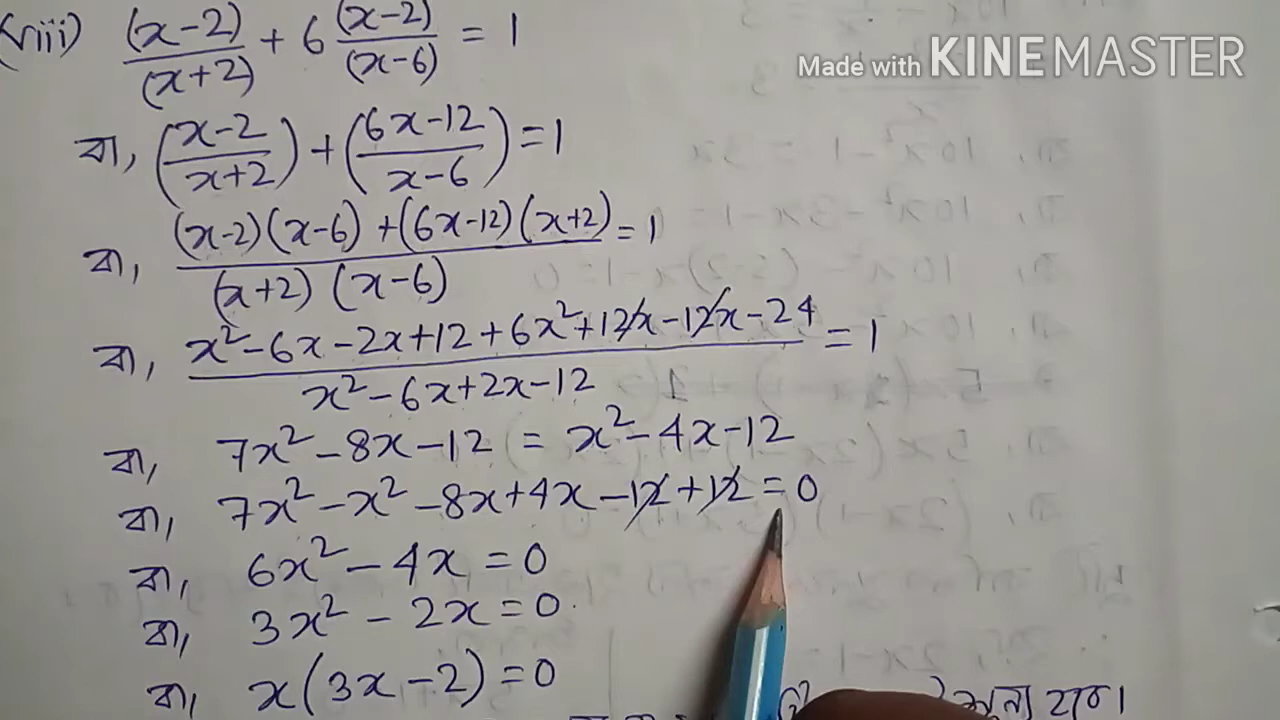 (viii) (x-2)/(x+2) + 6 (x-2)/(x-6) = 1
Made with KINEMASTER
বা, ((x-2)/(x+2)) + ((6x-12)/(x-6)) = 1
বা, ((x-2)(x-6) + (6x-12)(x+2))/((x+2)(x-6)) = 1
বা, (x²-6x-2x+12+6x²+12x-12x-24)/(x²-6x+2x-12) = 1
বা, 7x²-8x-12 = x²-4x-12
বা, 7x²-x²-8x+4x-12+12=0
বা, 6x²-4x=0
বা, 3x²-2x=0
বা, x(3x-2)=0